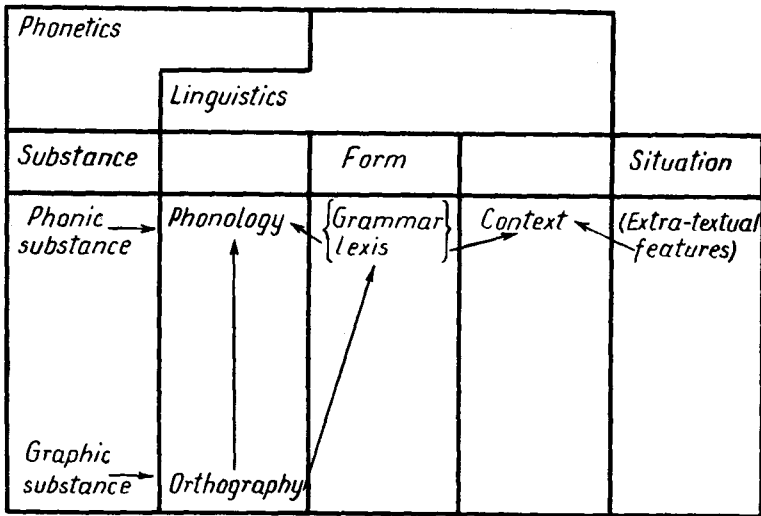 Phonetics
Linguistics
Substance Form Situation
Phonic substance Phonology {Grammar lexis} Context (Extra-textual features)
Graphic substance Orthography